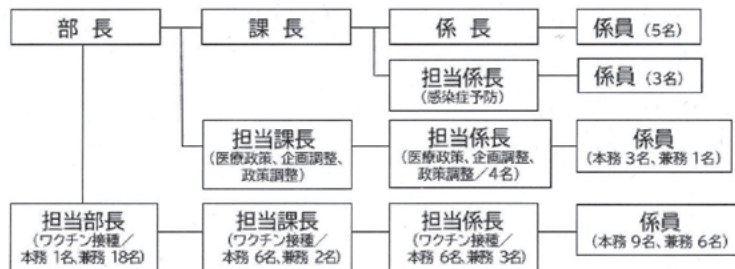 部 長
課 長
係 長
係員 (5名)
担当係長
(感染症予防)
係員 (3名)
担当課長
(医療政策、企画調整、
政策調整)
担当係長
(医療政策、企画調整、
政策調整／4名)
係員
(本務 3名、兼務 1名)
担当部長
(ワクチン接種／
本務 1名、兼務 18名)
担当課長
(ワクチン接種／
本務 6名、兼務 2名)
担当係長
(ワクチン接種／
本務 6名、兼務 3名)
係員
(本務 9名、兼務 6名)